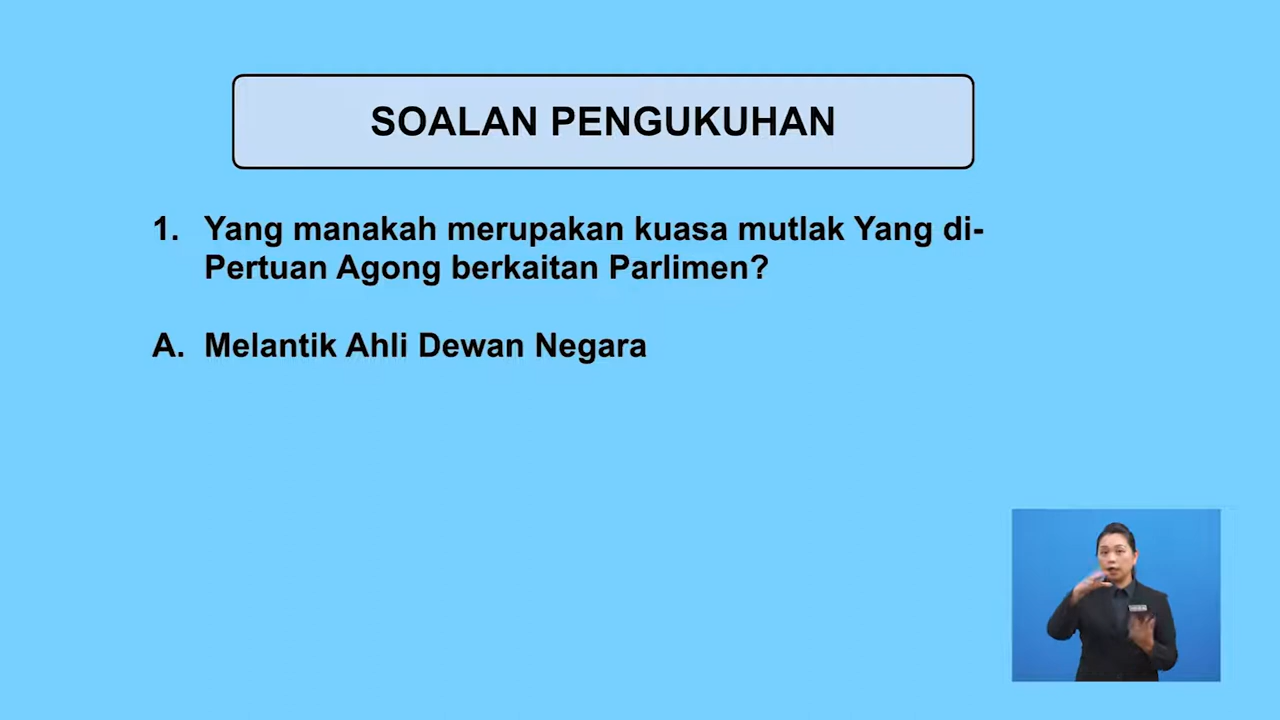 SOALAN PENGUKUHAN
1. Yang manakah merupakan kuasa mutlak Yang di-
Pertuan Agong berkaitan Parlimen?
A. Melantik Ahli Dewan Negara